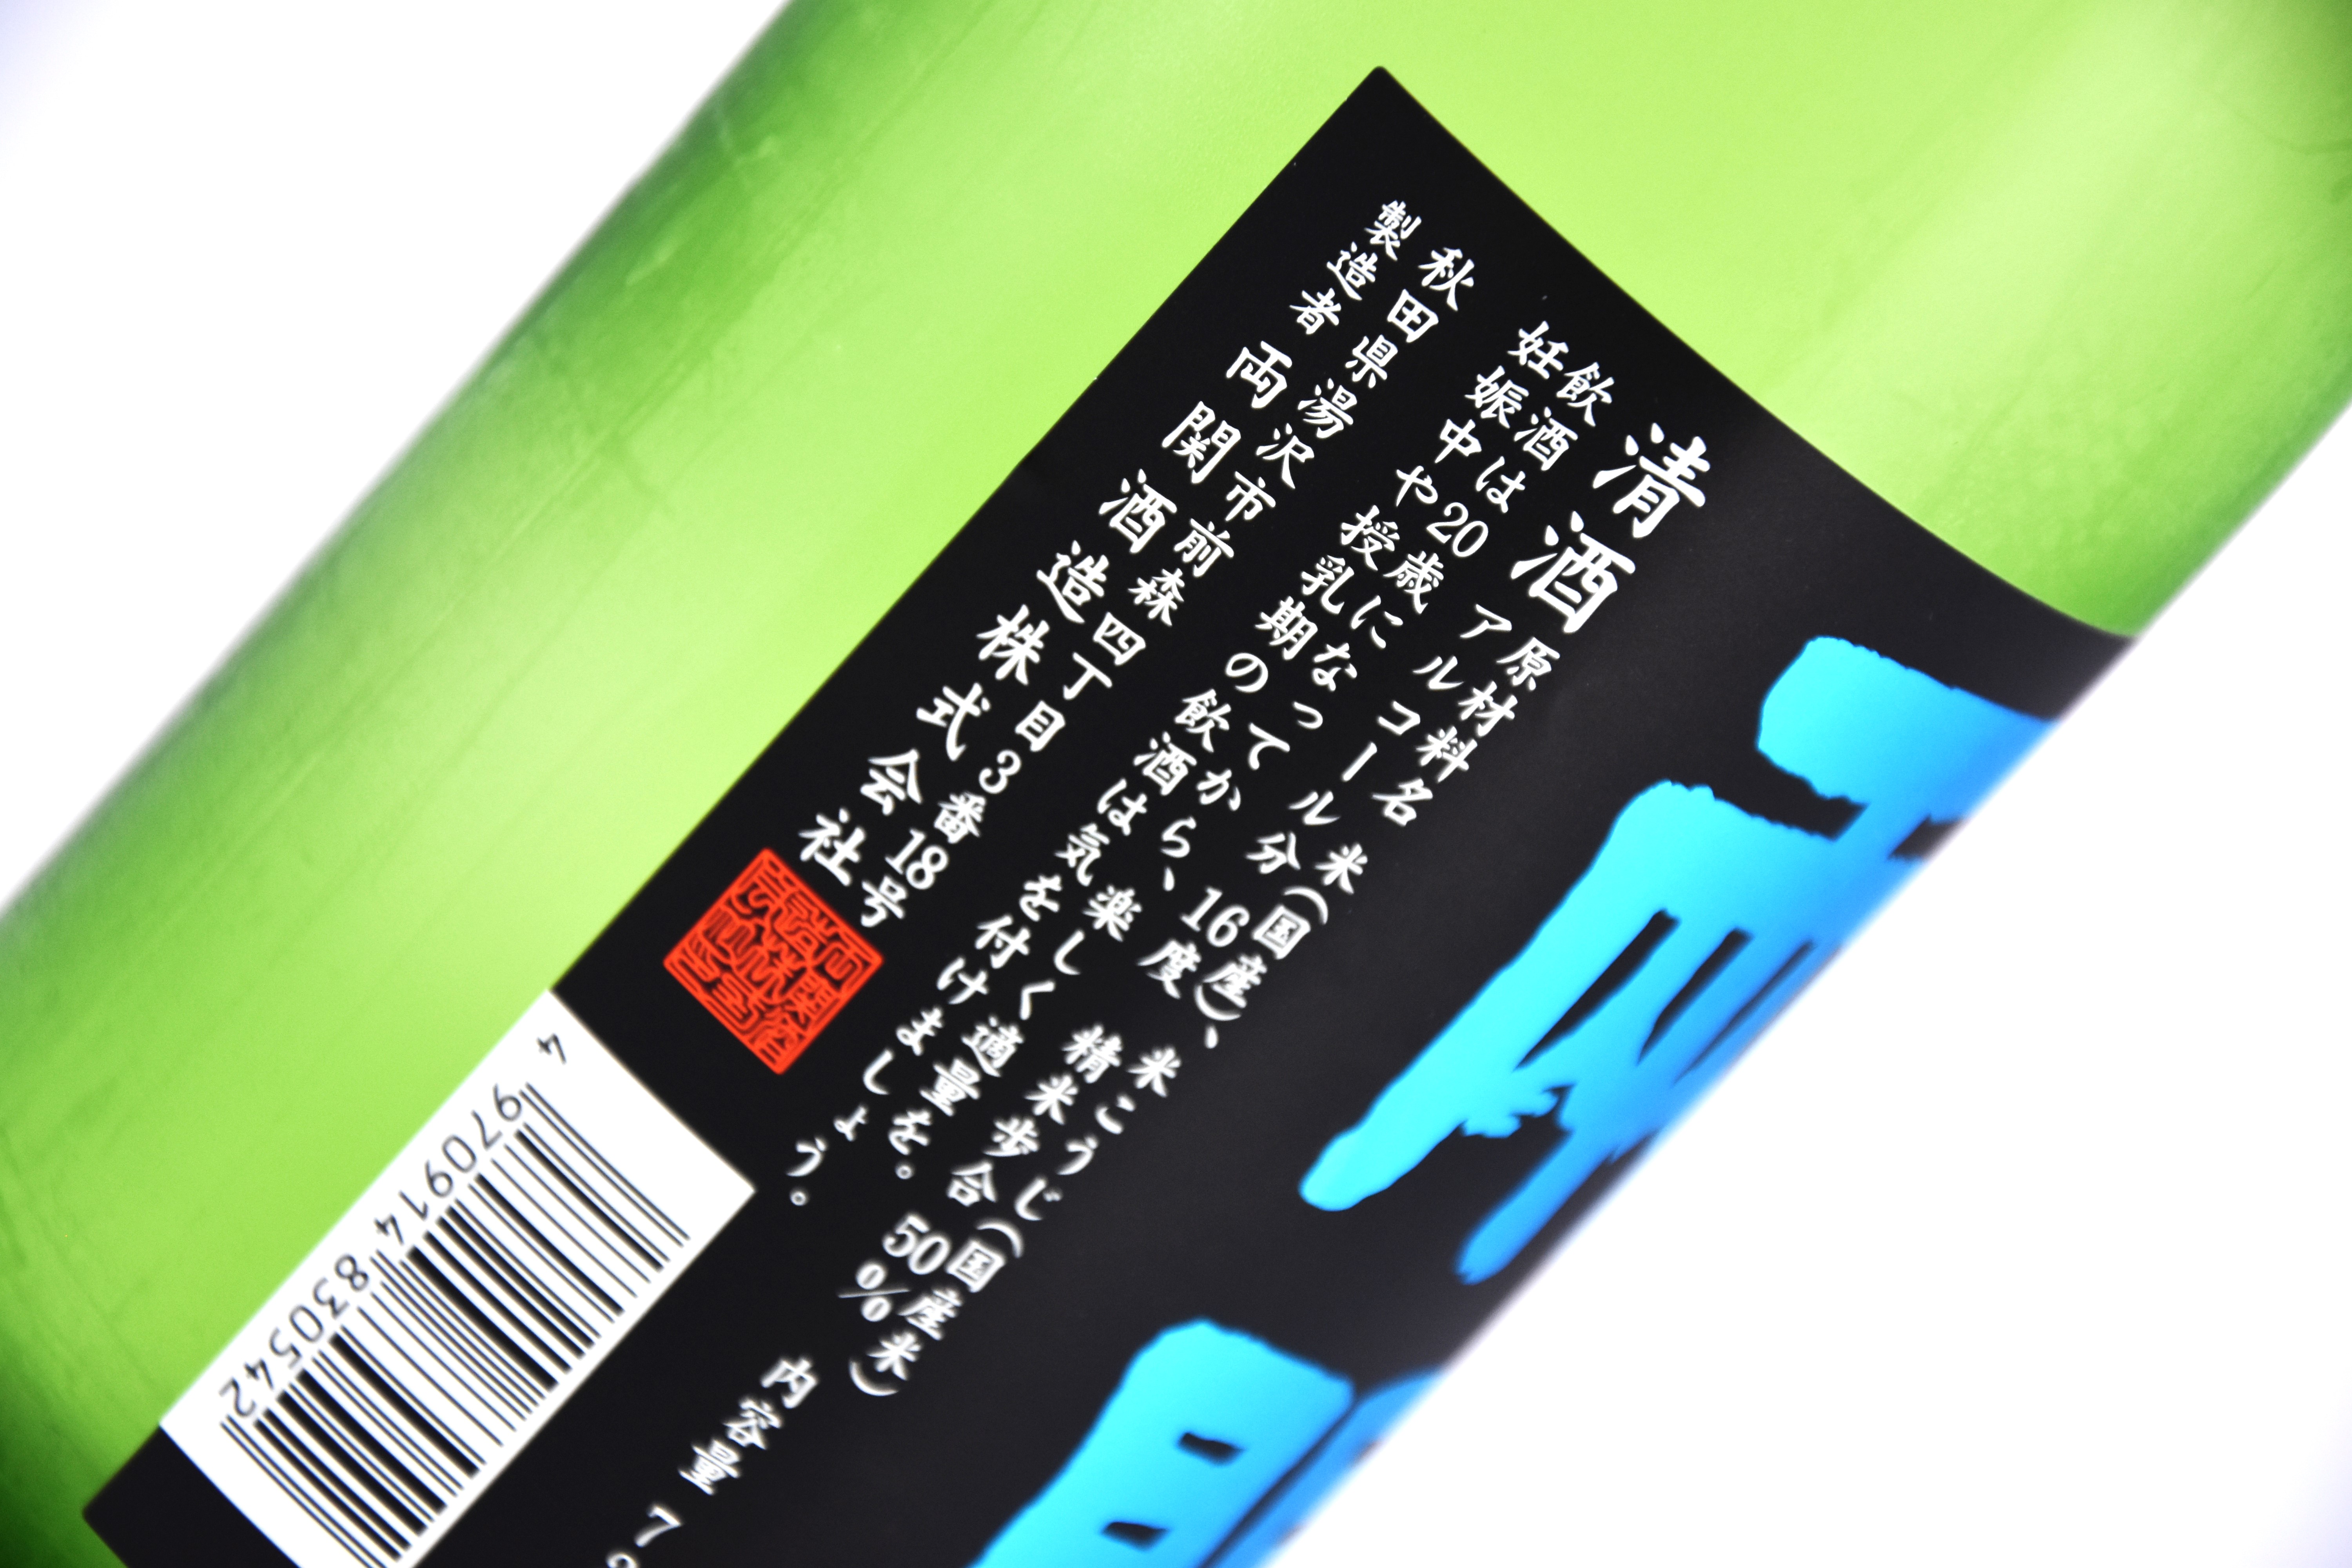 清酒
原材料名 米(国産)、米こうじ(国産米)
アルコール分 16度 精米歩合 50% 内容量 7
飲酒は20歳になってから、楽しく適量を。
妊娠中や授乳期の飲酒は気を付けましょう。
秋田県湯沢市前森四丁目3番18号
製造者 両関酒造株式会社
4 970914 830542